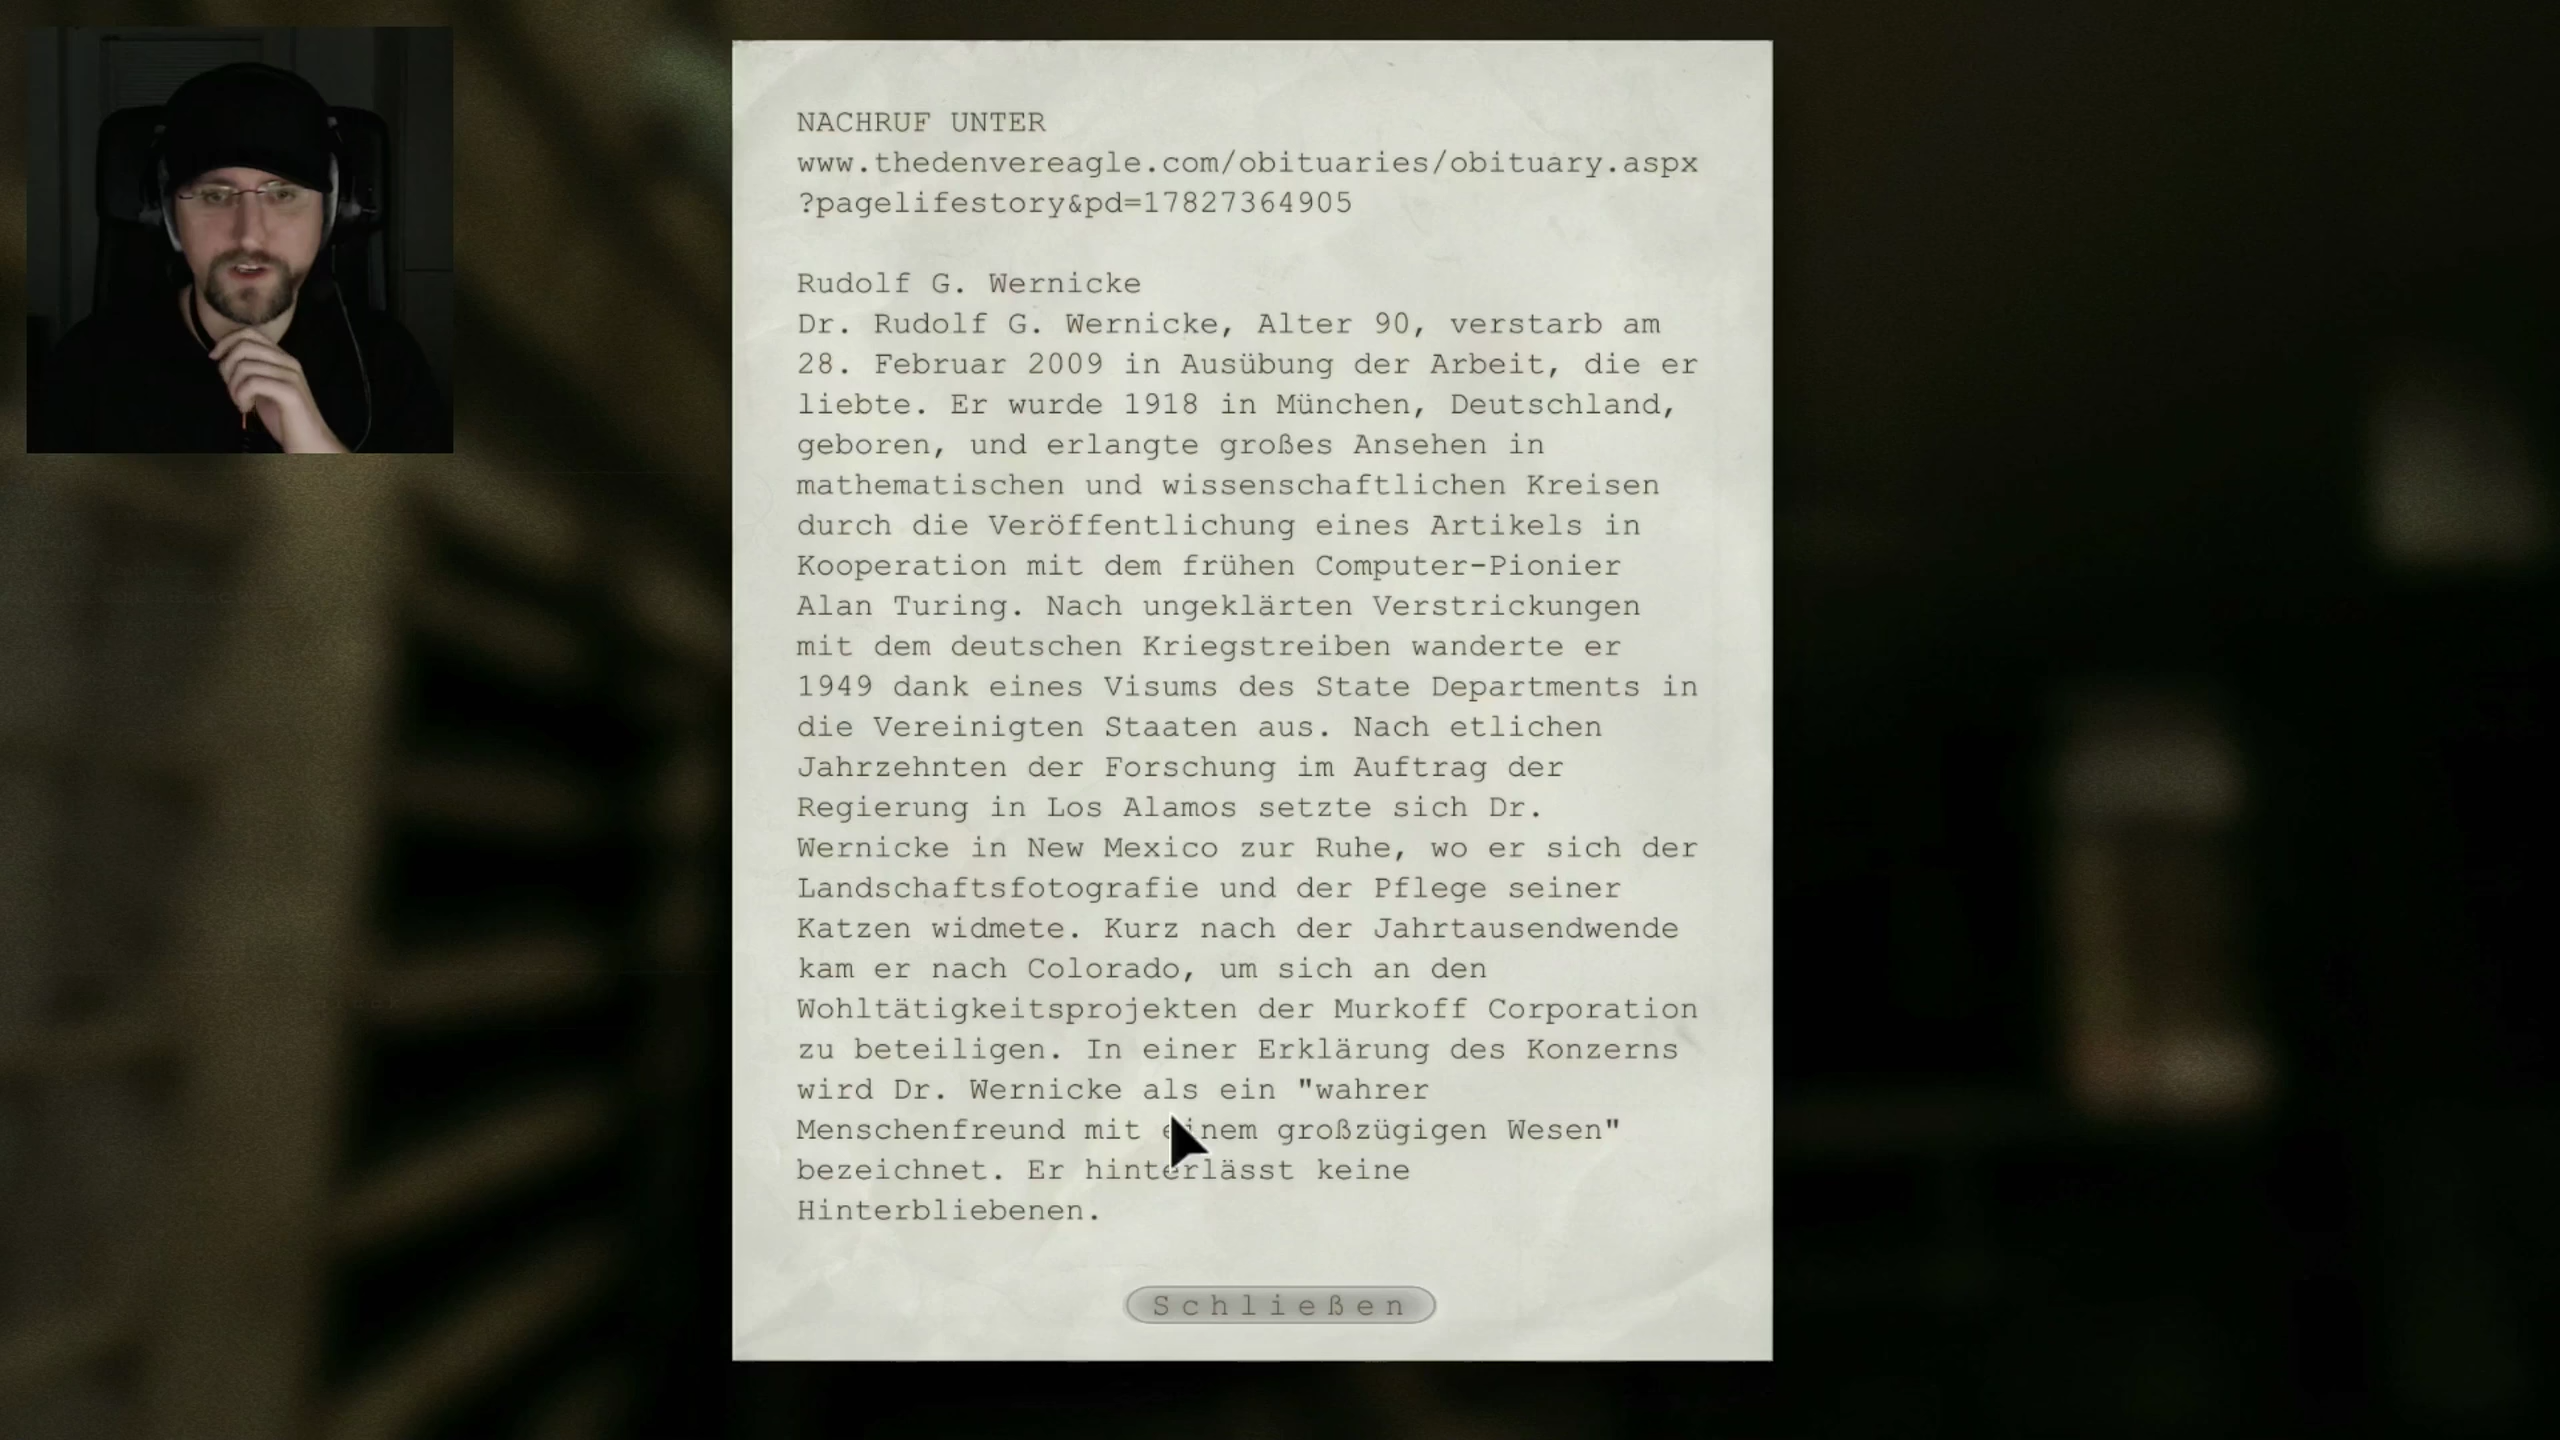 NACHRUF UNTER
www.thedenvereagle.com/obituaries/obituary.aspx
?pagelifestory&pd=17827364905
Rudolf G. Wernicke
Dr. Rudolf G. Wernicke, Alter 90, verstarb am
28. Februar 2009 in Ausübung der Arbeit, die er
liebte. Er wurde 1918 in München, Deutschland,
geboren, und erlangte großes Ansehen in
mathematischen und wissenschaftlichen Kreisen
durch die Veröffentlichung eines Artikels in
Kooperation mit dem frühen Computer-Pionier
Alan Turing. Nach ungeklärten Verstrickungen
mit dem deutschen Kriegstreiben wanderte er
1949 dank eines Visums des State Departments in
die Vereinigten Staaten aus. Nach etlichen
Jahrzehnten der Forschung im Auftrag der
Regierung in Los Alamos setzte sich Dr.
Wernicke in New Mexico zur Ruhe, wo er sich der
Landschaftsfotografie und der Pflege seiner
Katzen widmete. Kurz nach der Jahrtausendwende
kam er nach Colorado, um sich an den
Wohltätigkeitsprojekten der Murkoff Corporation
zu beteiligen. In einer Erklärung des Konzerns
wird Dr. Wernicke als ein "wahrer
Menschenfreund mit einem großzügigen Wesen"
bezeichnet. Er hinterlässt keine
Hinterbliebenen.
Schließen